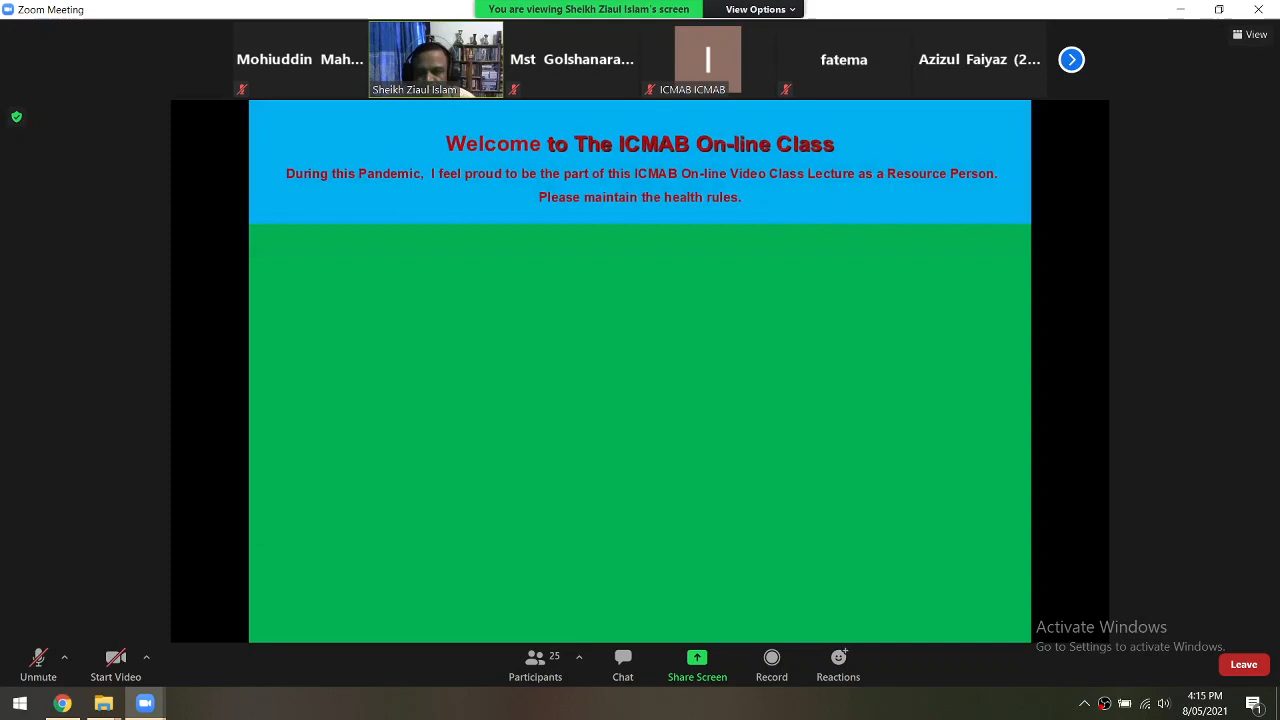 Zoom Meeting
You are viewing Sheikh Ziaul Islam's screen
View Options
View
Mohiuddin Mah...
Sheikh Ziaul Islam
Mst Golshanara...
I
ICMAB ICMAB
fatema
Azizul Faiyaz (2...
Welcome to The ICMAB On-line Class
During this Pandemic, I feel proud to be the part of this ICMAB On-line Video Class Lecture as a Resource Person.
Please maintain the health rules.
Activate Windows
Go to Settings to activate Windows.
Unmute
Start Video
25
Participants
Chat
Share Screen
Record
Reactions
Leave
4:15 PM
8/05/2021
1